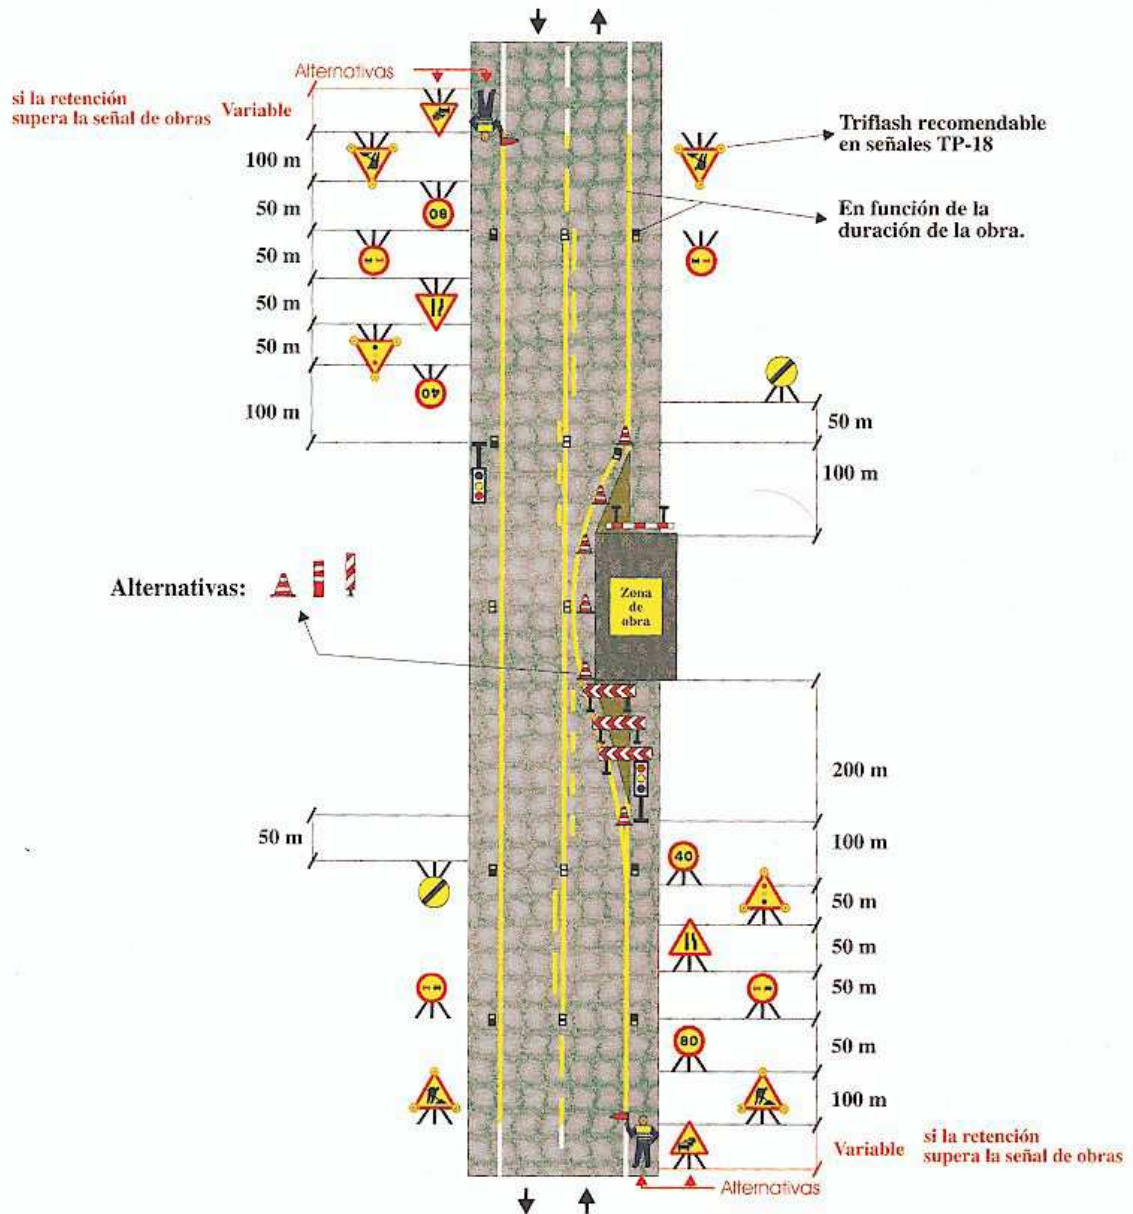 Alternativas
si la retención
supera la señal de obras
Variable
100 m
50 m
50 m
50 m
50 m
100 m
80
40
Triflash recomendable
en señales TP-18
En función de la
duración de la obra.
50 m
100 m
Alternativas:
Zona
de
obra
200 m
50 m
100 m
40
50 m
50 m
50 m
80
50 m
100 m
Variable
si la retención
supera la señal de obras
Alternativas